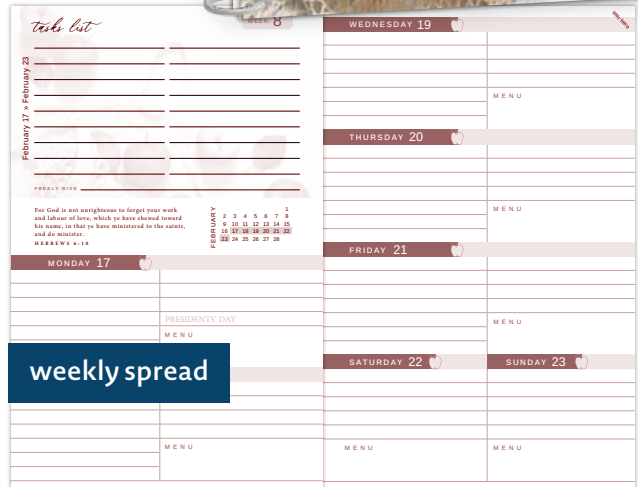 tasks list
WEEK: 8
February 17 » February 23
FREELY GIVE
For God is not unrighteous to forget your work
and labour of love, which ye have shewed toward
his name, in that ye have ministered to the saints,
and do minister.
HEBREWS 6:10
FEBRUARY
1
2 3 4 5 6 7 8
9 10 11 12 13 14 15
16 17 18 19 20 21 22
23 24 25 26 27 28
MONDAY 17
PRESIDENTS' DAY
MENU
weekly spread
MENU
WEDNESDAY 19
MENU
THURSDAY 20
MENU
FRIDAY 21
MENU
SATURDAY 22
SUNDAY 23
MENU
MENU